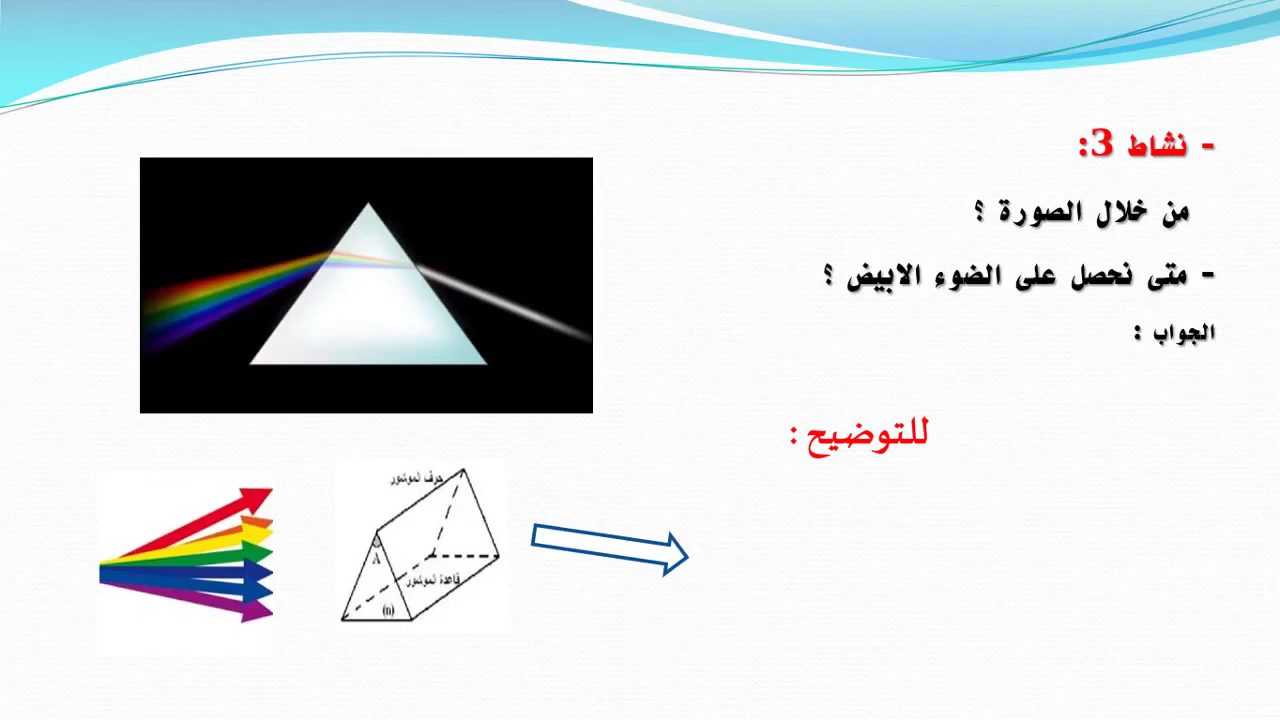 - نشاط 3:
من خلال الصورة ؟
- متى نحصل على الضوء الابيض ؟
الجواب :
للتوضيح :
حرف الموشور
A
قاعدة الموشور
(n)